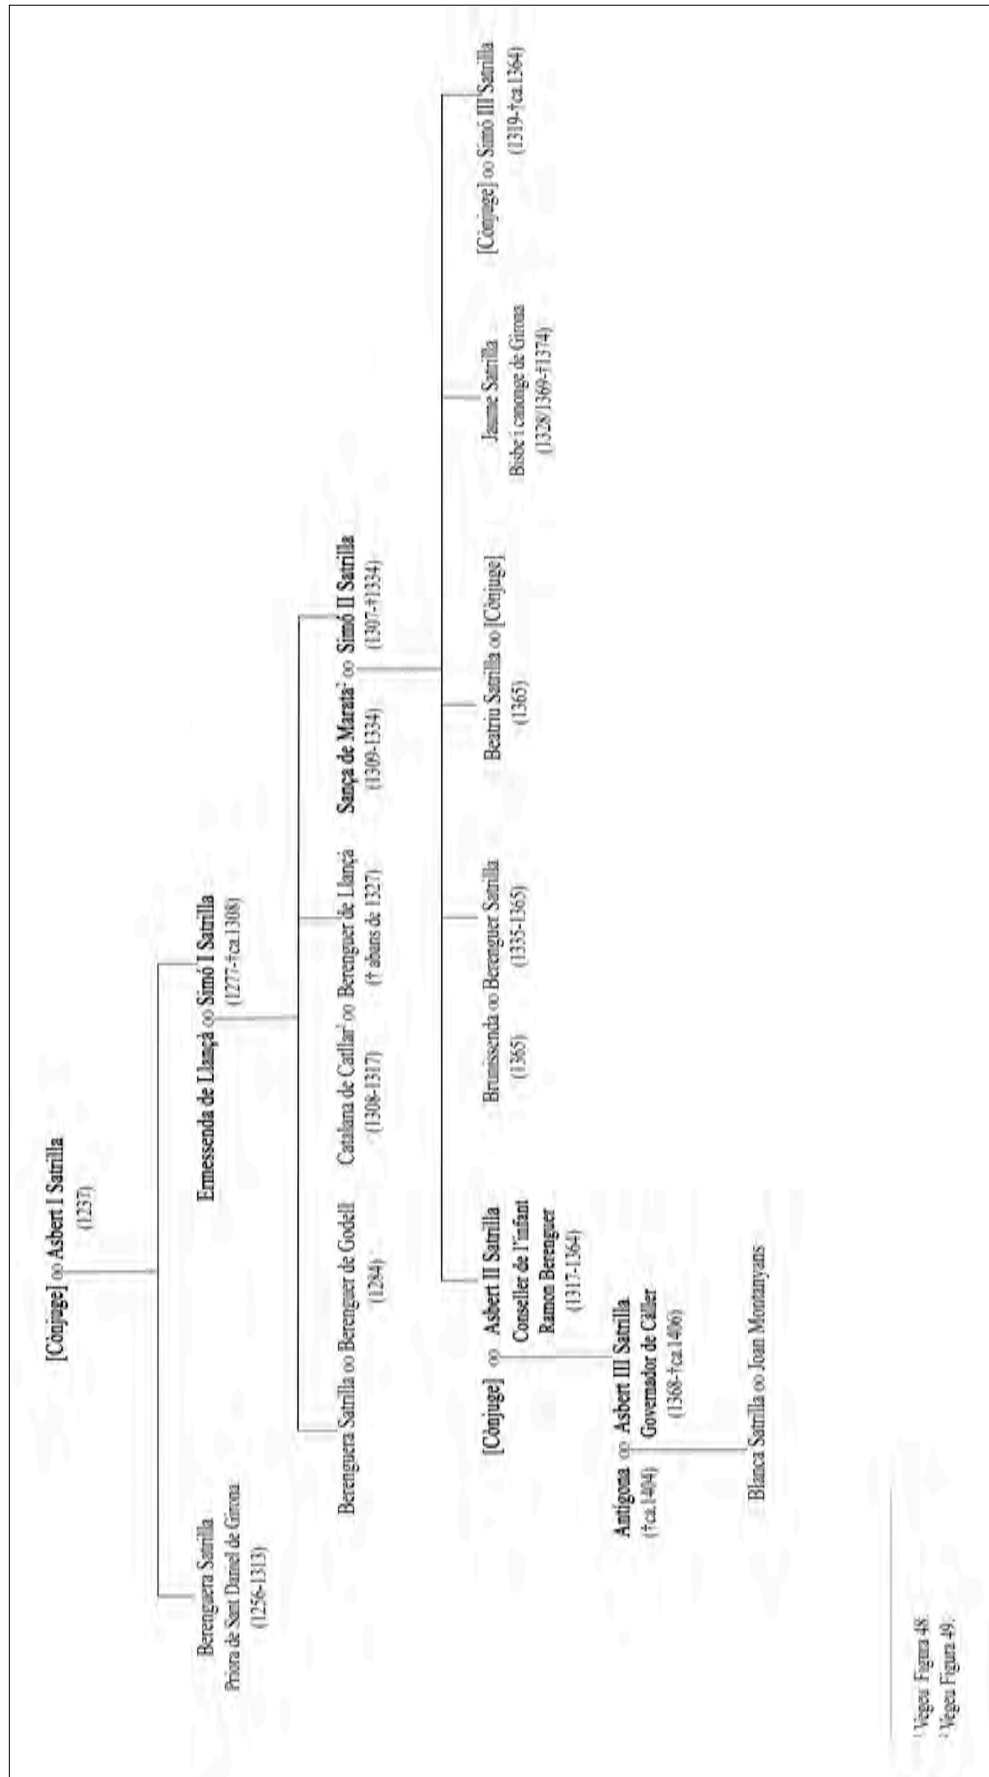 [Cònjuge] oo Asbert I Satrilla
(1237)
Berenguera Satrilla
Priora de Sant Daniel de Girona
(1256-1313)
Ermessenda de Llançà oo Simó I Satrilla
(1277-†ca.1308)
Berenguera Satrilla oo Berenguer de Godell
(1284)
Catalana de Catllar¹ oo Berenguer de Llançà
(1308-1317) († abans de 1327)
Sança de Marata² oo Simó II Satrilla
(1309-1334) (1307-†1334)
[Cònjuge] oo Asbert II Satrilla
Conseller de l'infant
Ramon Berenguer
(1317-1364)
Brunissenda oo Berenguer Satrilla
(1365) (1335-1365)
Beatriu Satrilla oo [Cònjuge]
(1365)
Jaume Satrilla
Bisbe i canonge de Girona
(1328/1369-†1374)
[Cònjuge] oo Simó III Satrilla
(1319-†ca.1364)
Antígona oo Asbert III Satrilla
(†ca.1404) Governador de Càller
(1368-†ca.1406)
Blanca Satrilla oo Joan Montanyans
¹ Vegeu Figura 48.
² Vegeu Figura 49.